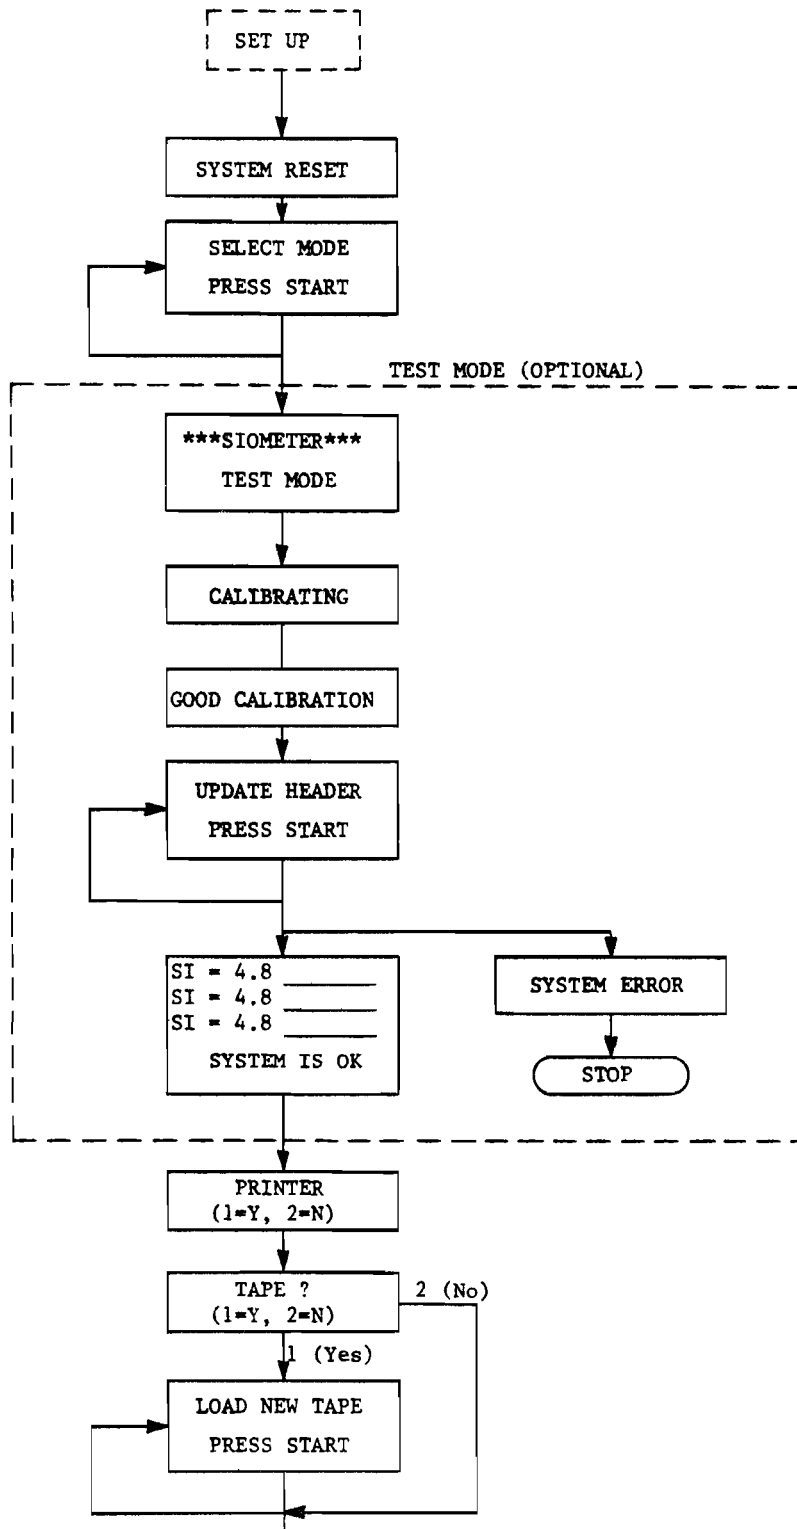 SET UP
SYSTEM RESET
SELECT MODE
PRESS START
TEST MODE (OPTIONAL)
***SIOMETER***
TEST MODE
CALIBRATING
GOOD CALIBRATION
UPDATE HEADER
PRESS START
SI = 4.8
SI = 4.8
SI = 4.8
SYSTEM IS OK
SYSTEM ERROR
STOP
PRINTER
(1=Y, 2=N)
TAPE ?
(1=Y, 2=N)
2 (No)
1 (Yes)
LOAD NEW TAPE
PRESS START